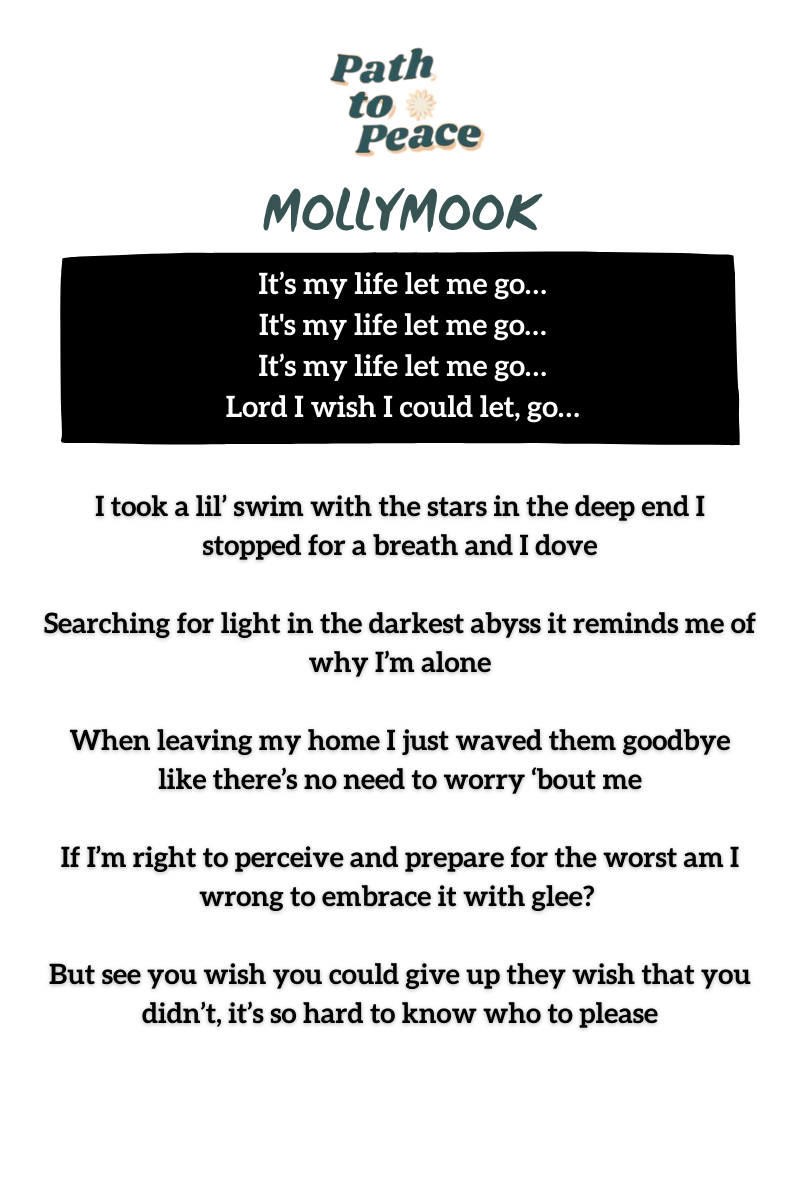 Path
to
Peace
MOLLYMOOK
It’s my life let me go...
It's my life let me go...
It’s my life let me go...
Lord I wish I could let, go...
I took a lil’ swim with the stars in the deep end I
stopped for a breath and I dove
Searching for light in the darkest abyss it reminds me of
why I’m alone
When leaving my home I just waved them goodbye
like there’s no need to worry ‘bout me
If I’m right to perceive and prepare for the worst am I
wrong to embrace it with glee?
But see you wish you could give up they wish that you
didn’t, it’s so hard to know who to please